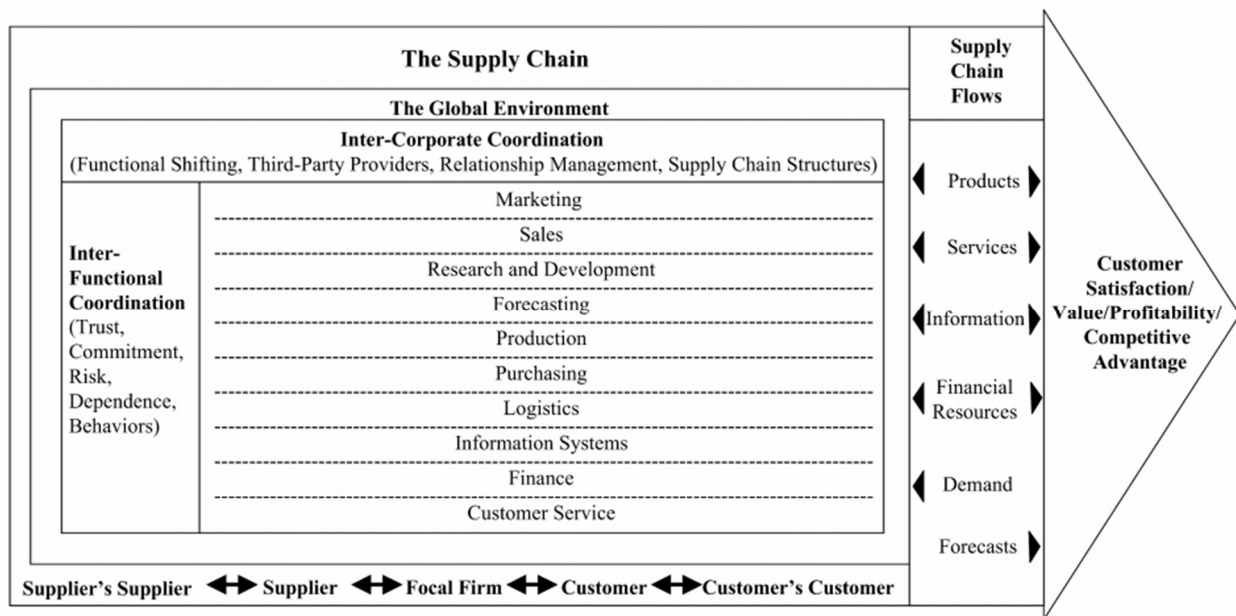 The Supply Chain
The Global Environment
Inter-Corporate Coordination
(Functional Shifting, Third-Party Providers, Relationship Management, Supply Chain Structures)
Inter-
Functional
Coordination
(Trust,
Commitment,
Risk,
Dependence,
Behaviors)
Marketing
Sales
Research and Development
Forecasting
Production
Purchasing
Logistics
Information Systems
Finance
Customer Service
Supplier’s Supplier Supplier Focal Firm Customer Customer’s Customer
Supply
Chain
Flows
Products
Services
Information
Financial
Resources
Demand
Forecasts
Customer
Satisfaction/
Value/Profitability/
Competitive
Advantage